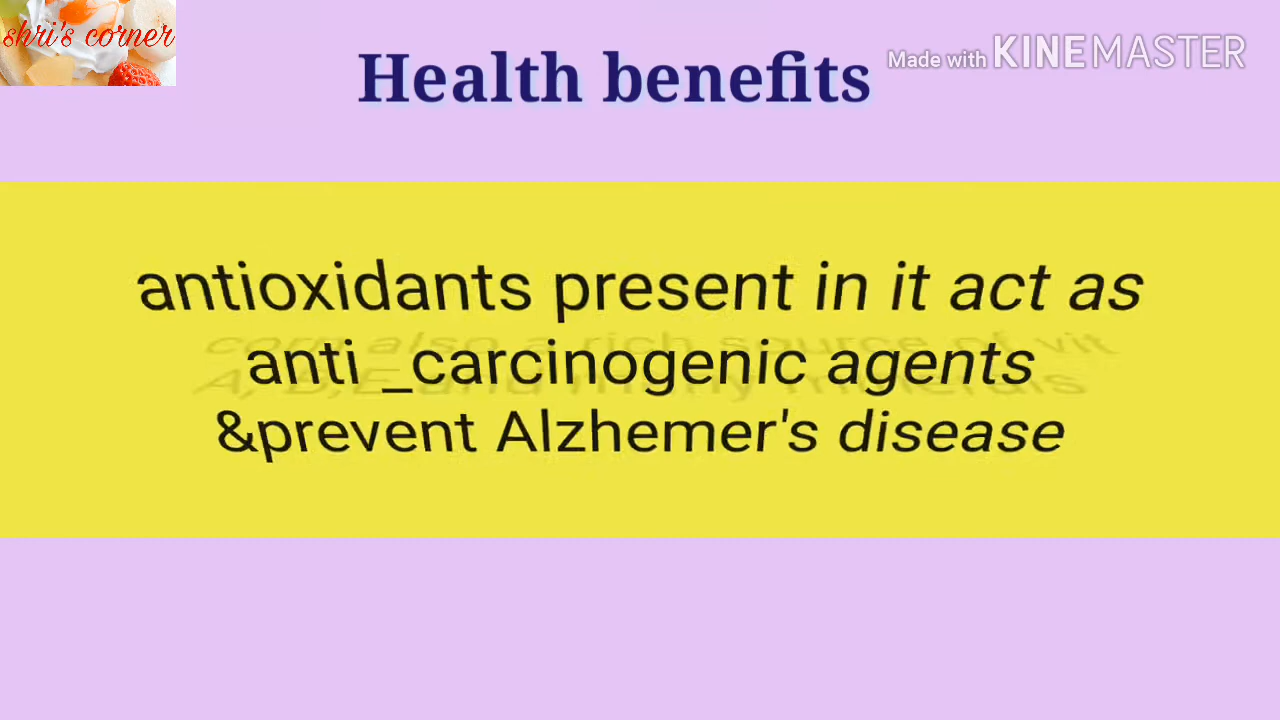 shri's corner
Health benefits
Made with KINEMASTER
antioxidants present in it act as
anti _carcinogenic agents
&prevent Alzhemer's disease